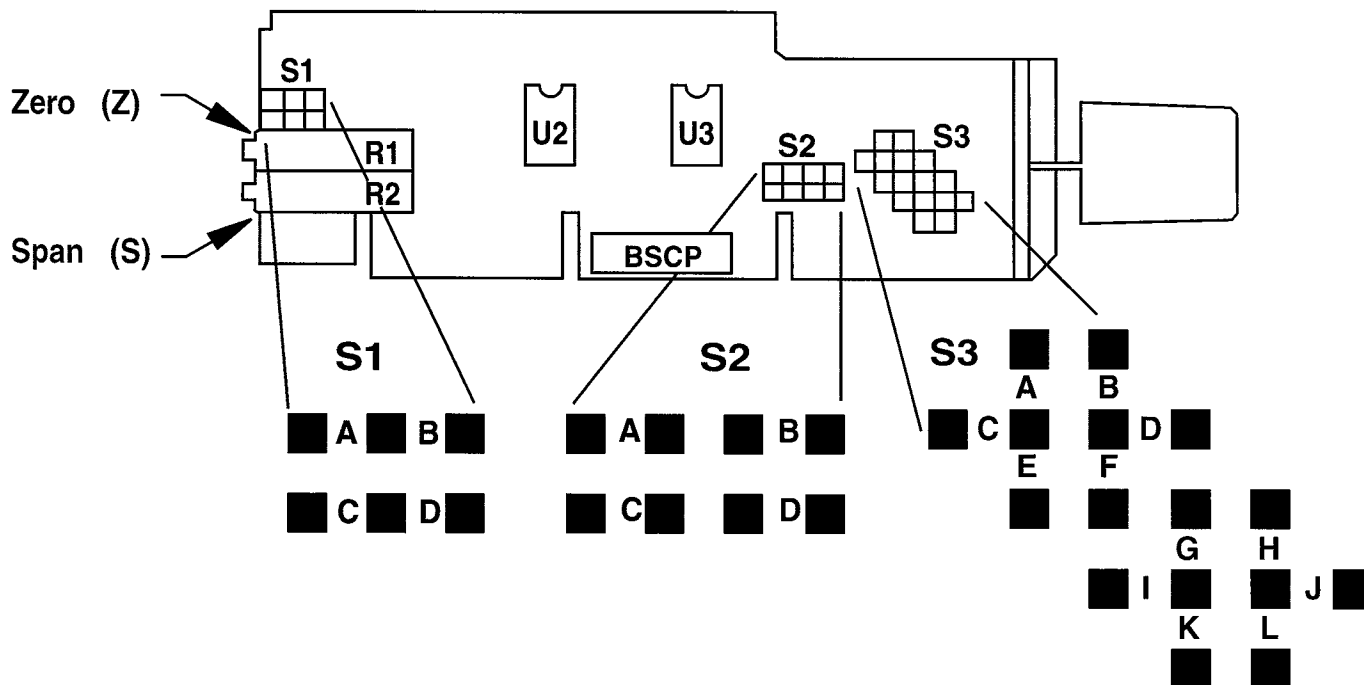 S1
Zero (Z)
U2
U3
S2
S3
R1
R2
Span (S)
BSCP
S1
S2
S3
A B
A B
A B
C D
E F
C D
C D
G H
I J
K L